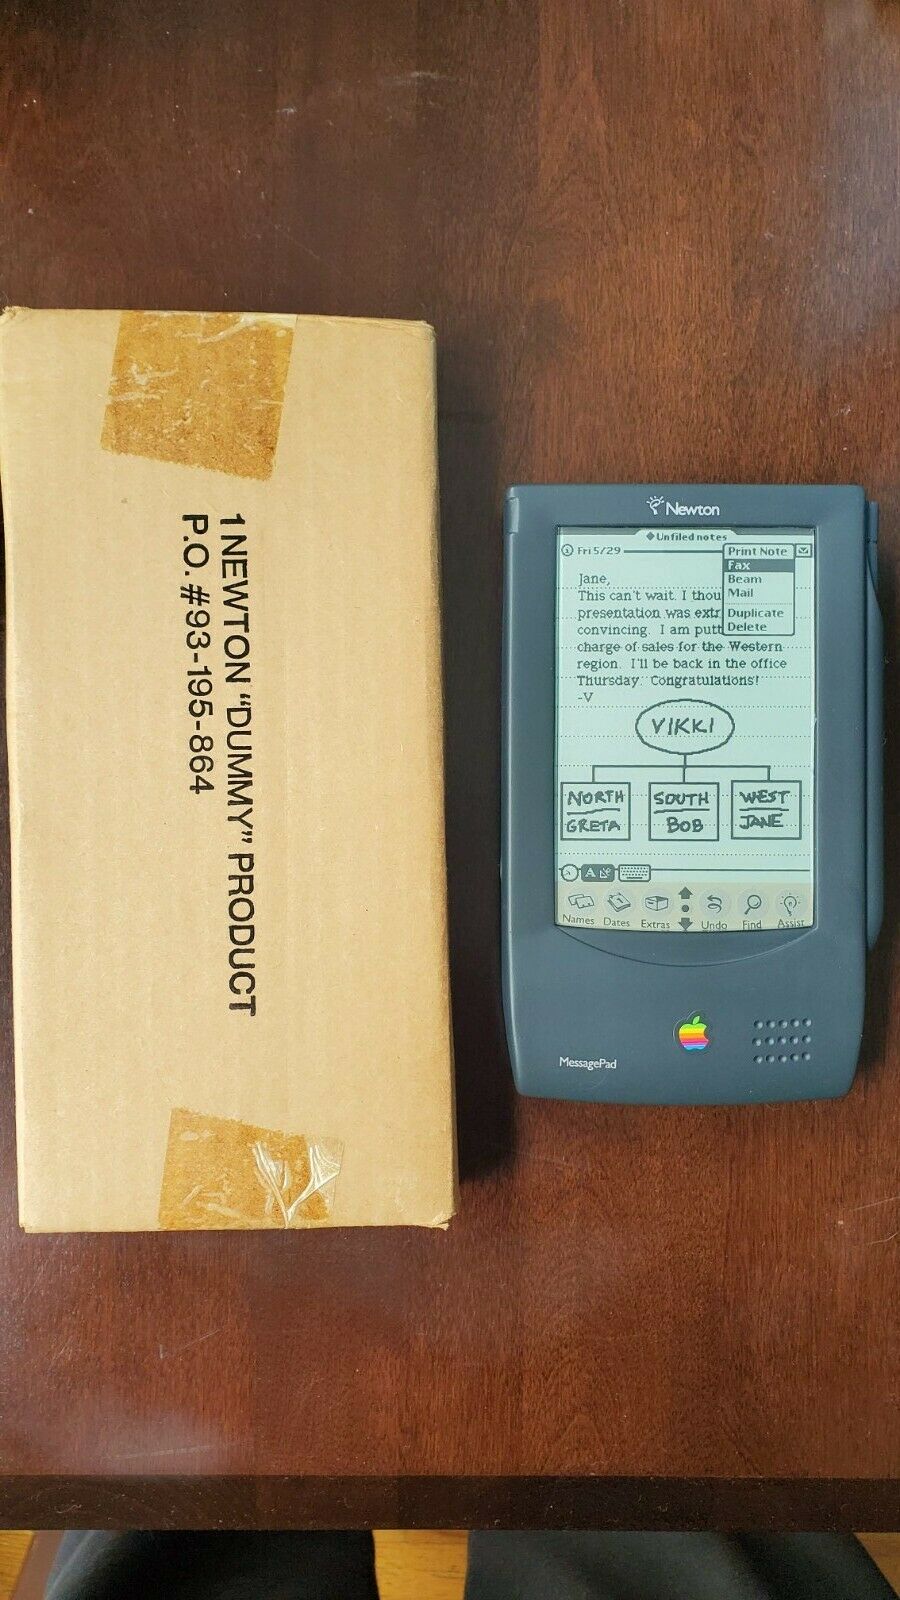 1 NEWTON "DUMMY" PRODUCT
P.O. #93-195-864
Newton
Unfiled notes
Fri 5/29
Print Note
Fax
Beam
Mail
Duplicate
Delete
Jane,
This can't wait. I thou
presentation was extr
convincing. I am putt
charge of sales for the Western
region. I'll be back in the office
Thursday. Congratulations!
-V
VIKKI
NORTH
GRETA
SOUTH
BOB
WEST
JANE
A
Names Dates Extras Undo Find Assist
MessagePad